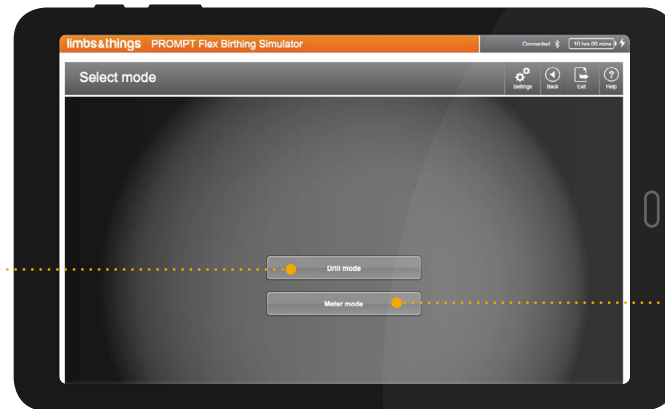 limbs&things PROMPT Flex Birthing Simulator
Connected 10 hrs 00 mins
Select mode
Settings Back Exit Help
Drill mode
Meter mode